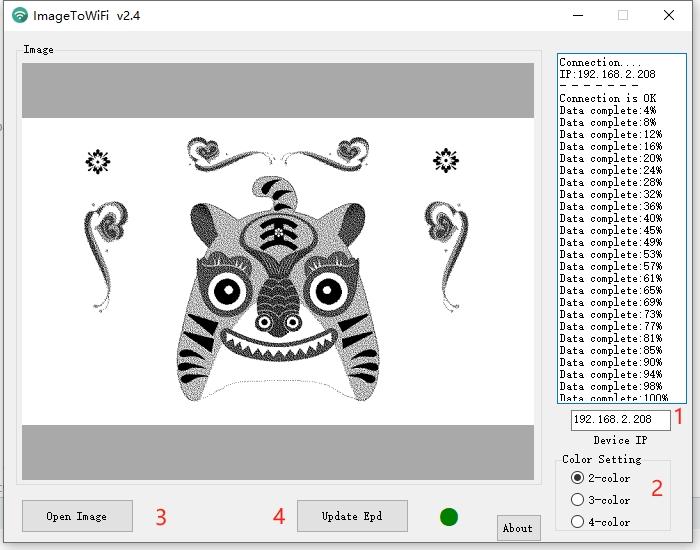 ImageToWiFi v2.4
Image
Connection....
IP:192.168.2.208
- - - - - - -
Connection is OK
Data complete:4%
Data complete:8%
Data complete:12%
Data complete:16%
Data complete:20%
Data complete:24%
Data complete:28%
Data complete:32%
Data complete:36%
Data complete:40%
Data complete:45%
Data complete:49%
Data complete:53%
Data complete:57%
Data complete:61%
Data complete:65%
Data complete:69%
Data complete:73%
Data complete:77%
Data complete:81%
Data complete:85%
Data complete:90%
Data complete:94%
Data complete:98%
Data complete:100%
192.168.2.208 1
Device IP
Color Setting
2-color
3-color
4-color
2
Open Image 3
4 Update Epd
About